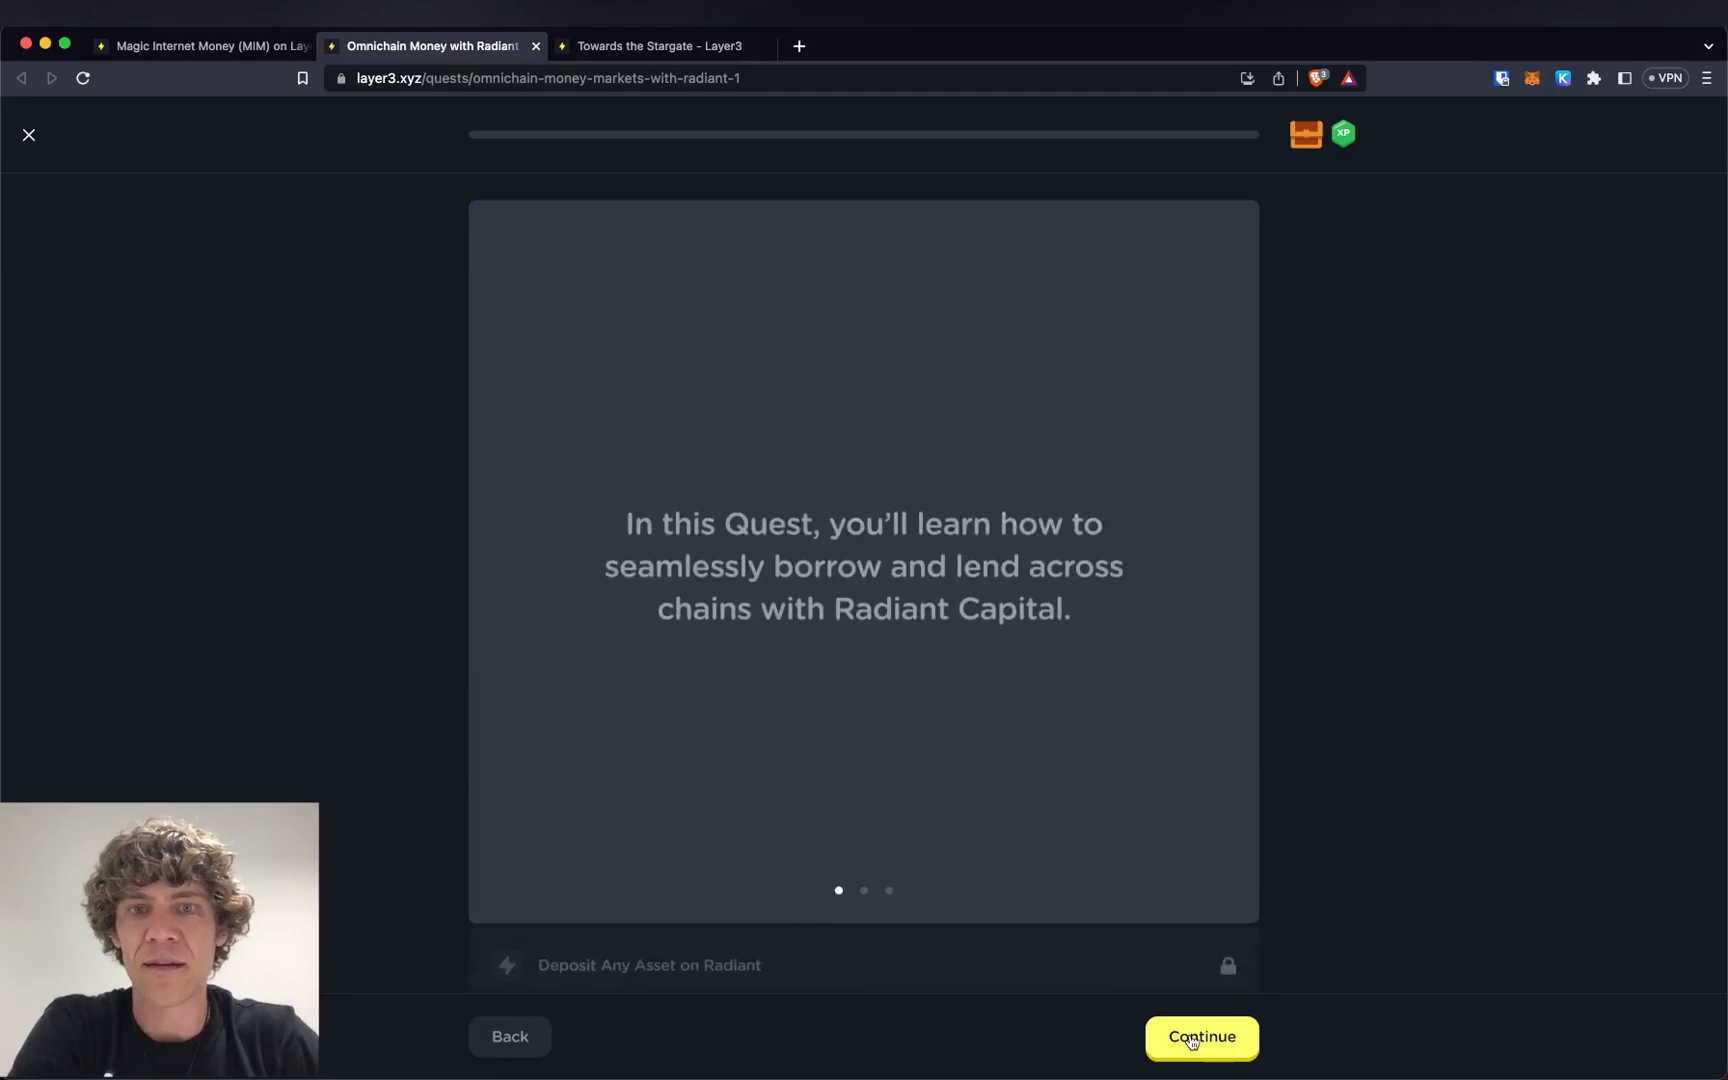 Magic Internet Money (MIM) on Lay
Omnichain Money with Radiant
Towards the Stargate - Layer3
layer3.xyz/quests/omnichain-money-markets-with-radiant-1
3
K
VPN
XP
In this Quest, you’ll learn how to
seamlessly borrow and lend across
chains with Radiant Capital.
Deposit Any Asset on Radiant
Back
Continue